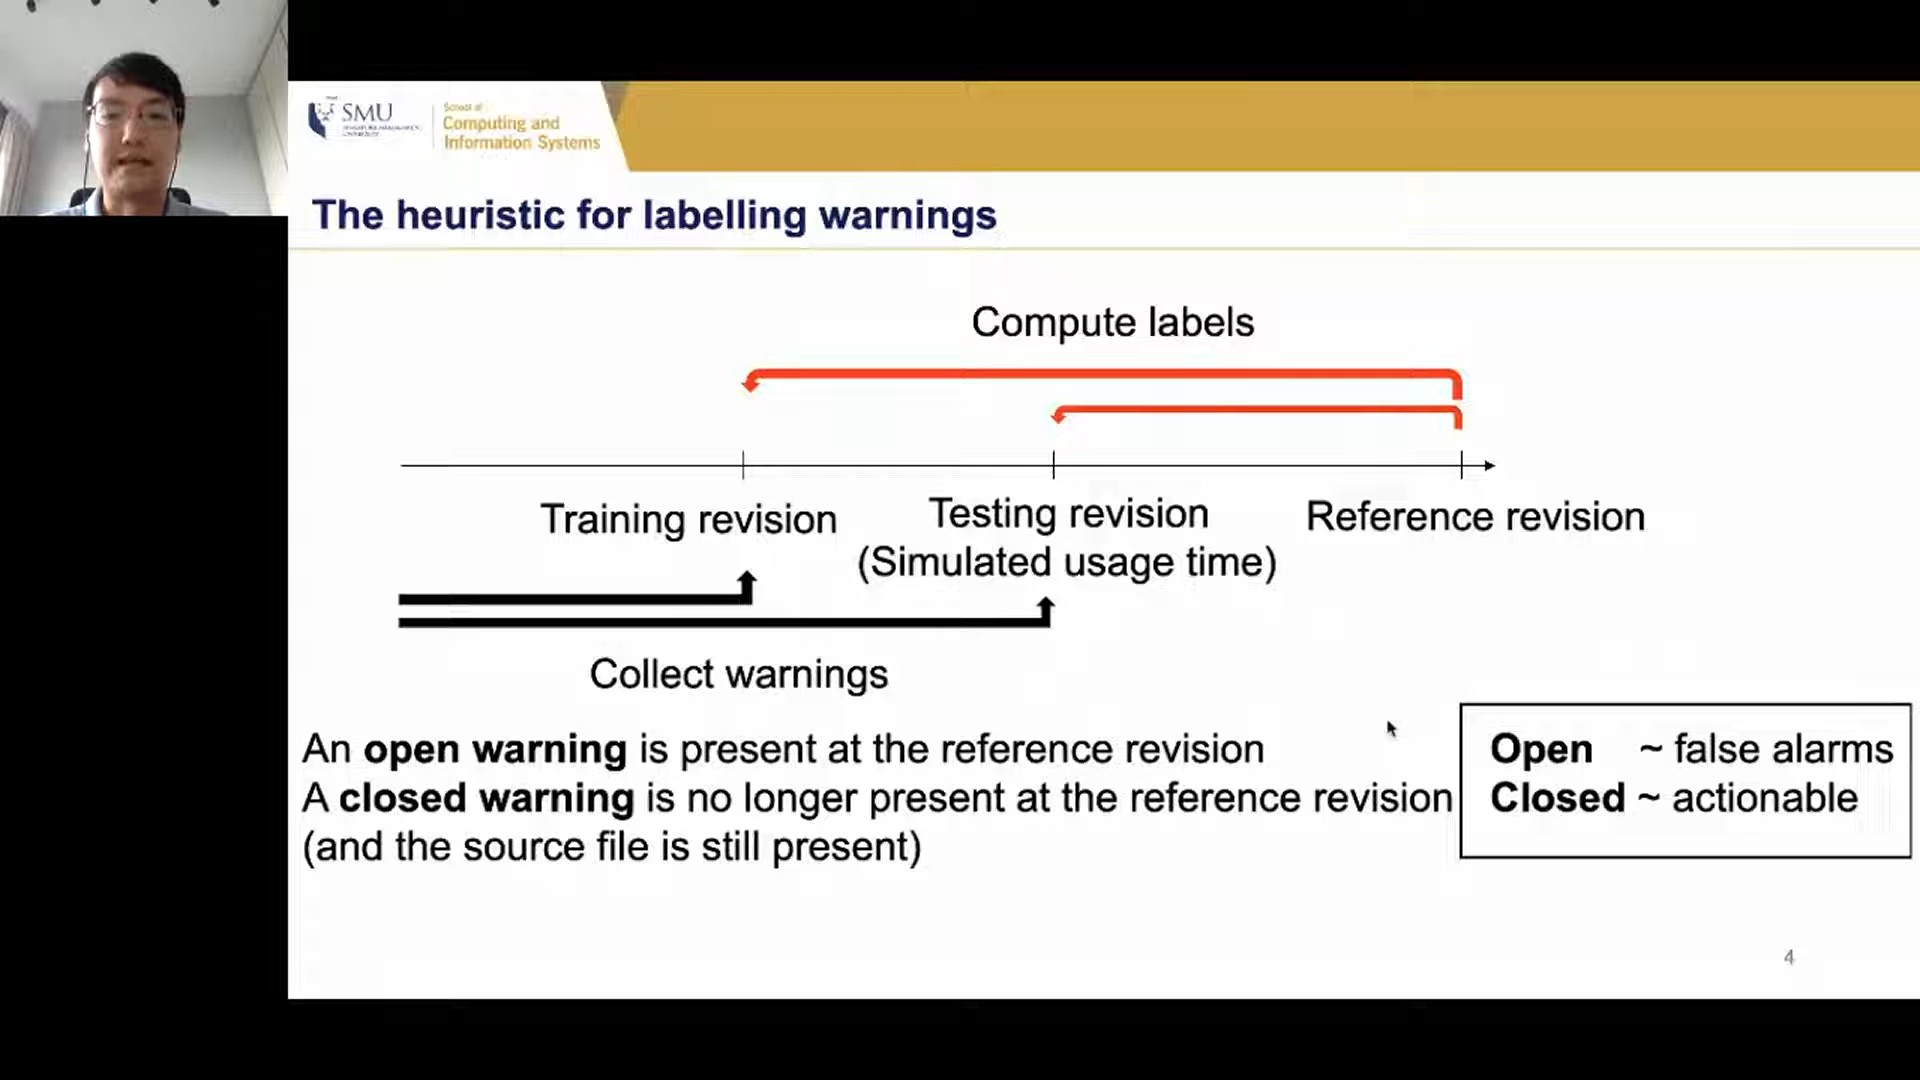 SMU
School of
Computing and
Information Systems
The heuristic for labelling warnings
Compute labels
Training revision
Testing revision
(Simulated usage time)
Reference revision
Collect warnings
An open warning is present at the reference revision
A closed warning is no longer present at the reference revision
(and the source file is still present)
Open ~ false alarms
Closed ~ actionable
4